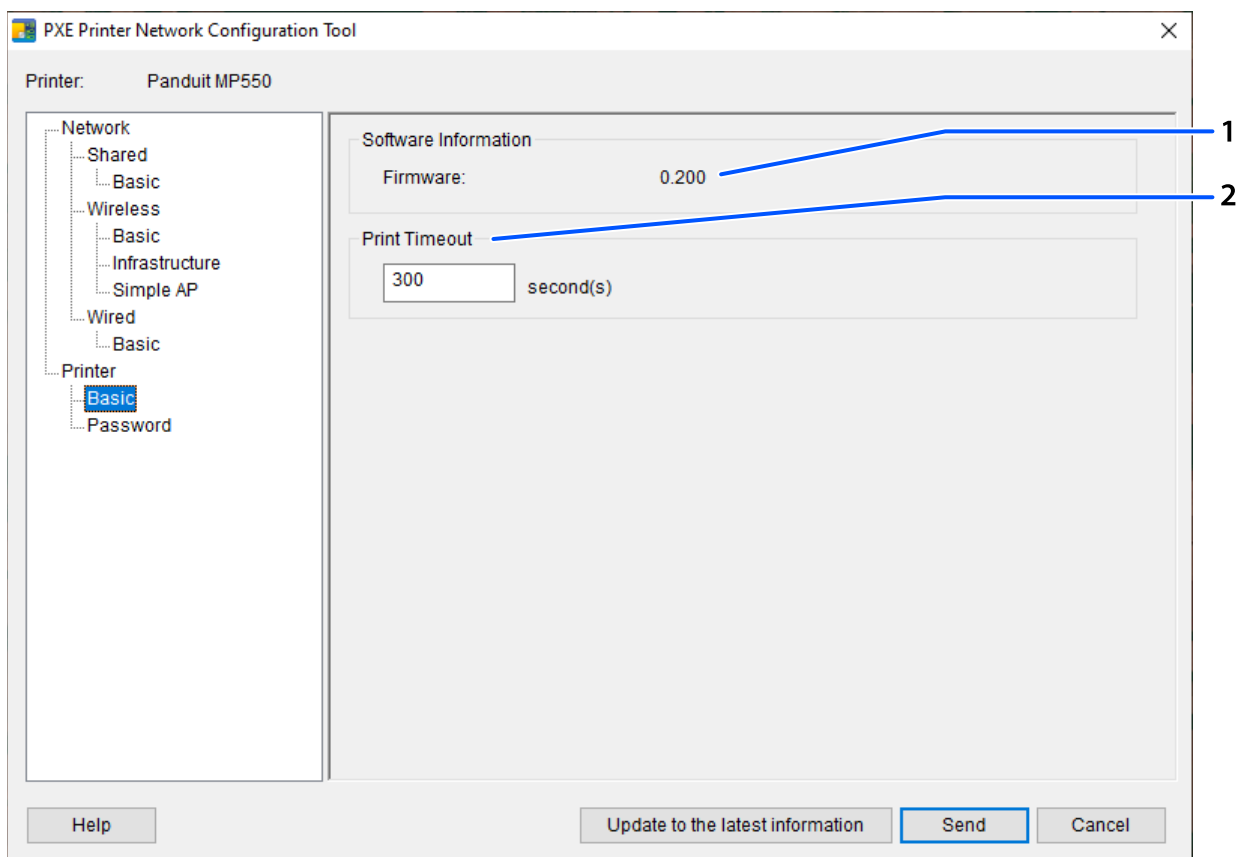 PXE Printer Network Configuration Tool
Printer: Panduit MP550
Network
Shared
Basic
Wireless
Basic
Infrastructure
Simple AP
Wired
Basic
Printer
Basic
Password
Software Information
Firmware: 0.200
Print Timeout
300 second(s)
1
2
Help
Update to the latest information
Send
Cancel